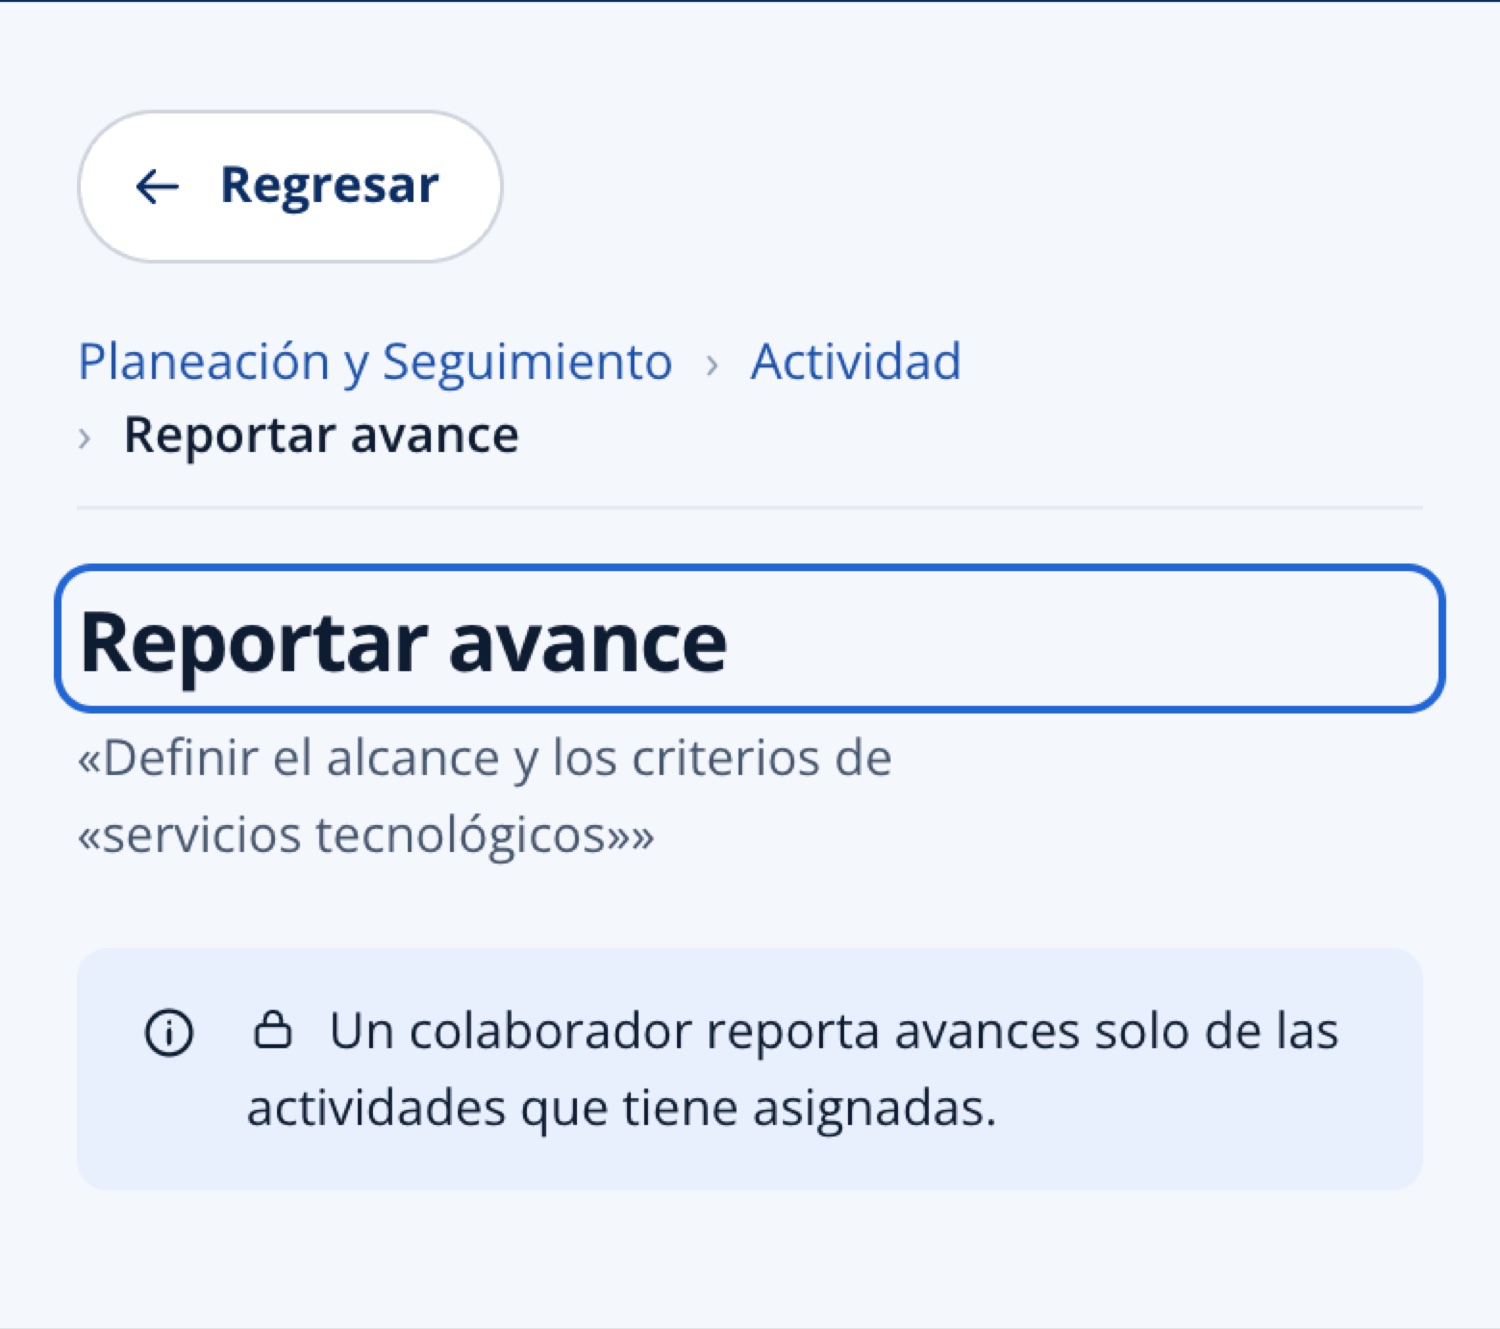 ← Regresar
Planeación y Seguimiento › Actividad
› Reportar avance
Reportar avance
«Definir el alcance y los criterios de
«servicios tecnológicos»»
Un colaborador reporta avances solo de las
actividades que tiene asignadas.